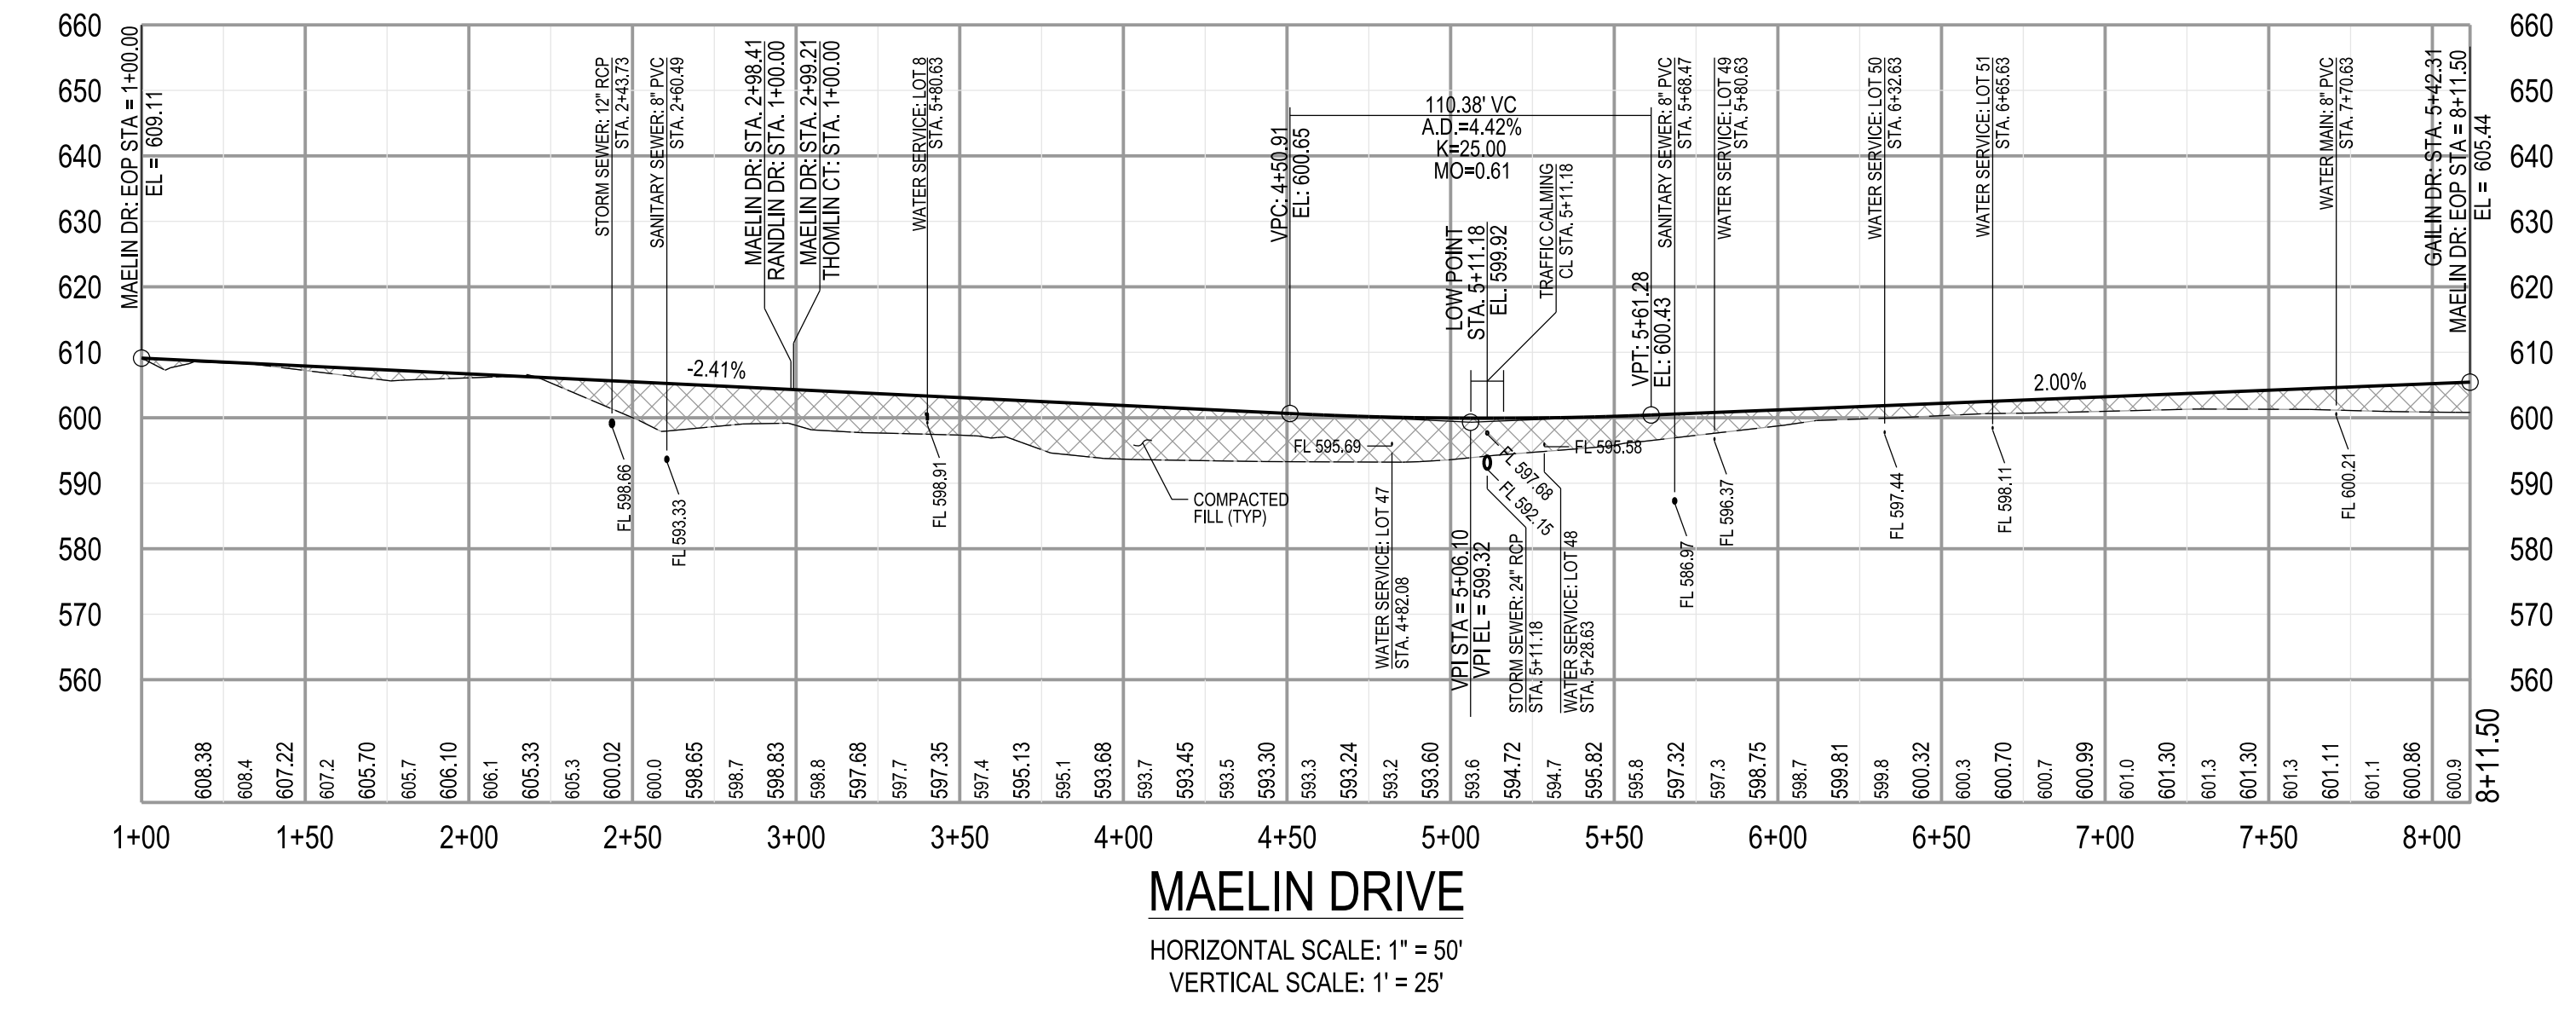 660
650
640
630
620
610
600
590
580
570
560
660
650
640
630
620
610
600
590
580
570
560
MAELIN DR: EOP STA = 1+00.00
EL = 609.11
STORM SEWER: 12" RCP
STA. 2+43.73
SANITARY SEWER: 8" PVC
STA. 2+60.49
MAELIN DR: STA. 2+98.41
RANDLIN DR: STA. 1+00.00
MAELIN DR: STA. 2+99.21
THOMLIN CT: STA. 1+00.00
WATER SERVICE: LOT 8
STA. 5+80.63
VPC: 4+50.91
EL: 600.65
110.38' VC
A.D.=4.42%
K=25.00
MO=0.61
LOW POINT
STA. 5+11.18
EL. 599.92
TRAFFIC CALMING
CL STA. 5+11.18
VPT: 5+61.28
EL: 600.43
SANITARY SEWER: 8" PVC
STA. 5+68.47
WATER SERVICE: LOT 49
STA. 5+80.63
WATER SERVICE: LOT 50
STA. 6+32.63
WATER SERVICE: LOT 51
STA. 6+65.63
WATER MAIN: 8" PVC
STA. 7+70.63
GAILIN DR: STA. 5+42.31
MAELIN DR: EOP STA = 8+11.50
EL = 605.44
-2.41%
2.00%
FL 598.66
FL 593.33
FL 598.91
COMPACTED
FILL (TYP)
FL 595.69
FL 595.58
FL 597.68
FL 592.15
FL 586.97
FL 596.37
FL 597.44
FL 598.11
FL 600.21
WATER SERVICE: LOT 47
STA. 4+82.08
VPI STA = 5+06.10
VPI EL = 599.32
STORM SEWER: 24" RCP
STA. 5+11.18
WATER SERVICE: LOT 48
STA. 5+28.63
608.38
608.4
607.22
607.2
605.70
605.7
606.10
606.1
605.33
605.3
600.02
600.0
598.65
598.7
598.83
598.8
597.68
597.7
597.35
597.4
595.13
595.1
593.68
593.7
593.45
593.5
593.30
593.3
593.24
593.2
593.60
593.6
594.72
594.7
595.82
595.8
597.32
597.3
598.75
598.7
599.81
599.8
600.32
600.3
600.70
600.7
600.99
601.0
601.30
601.3
601.30
601.3
601.11
601.1
600.86
600.9
8+11.50
1+00 1+50 2+00 2+50 3+00 3+50 4+00 4+50 5+00 5+50 6+00 6+50 7+00 7+50 8+00
MAELIN DRIVE
HORIZONTAL SCALE: 1" = 50'
VERTICAL SCALE: 1' = 25'